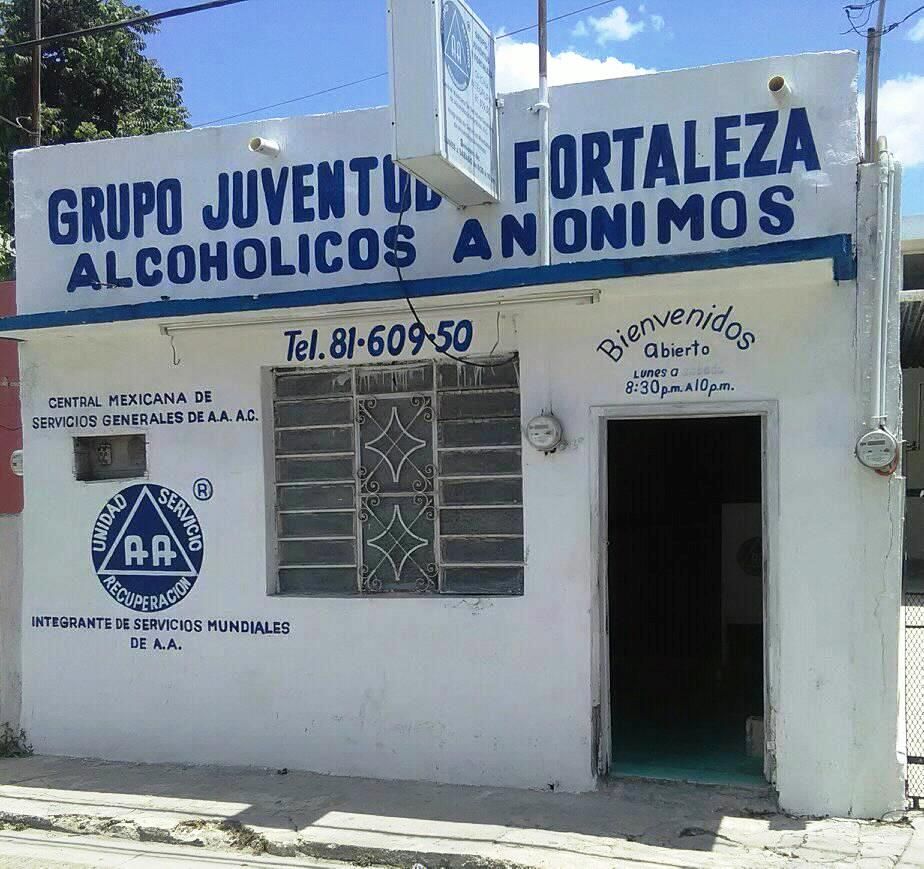 GRUPO JUVENTUD FORTALEZA
ALCOHOLICOS ANONIMOS
Tel. 81-609-50
Bienvenidos
abierto
LUNES A
8:30 p.m. A 10 p.m.
CENTRAL MEXICANA DE
SERVICIOS GENERALES DE A.A. A.C.
®
UNIDAD SERVICIO
AA
RECUPERACION
INTEGRANTE DE SERVICIOS MUNDIALES
DE A.A.